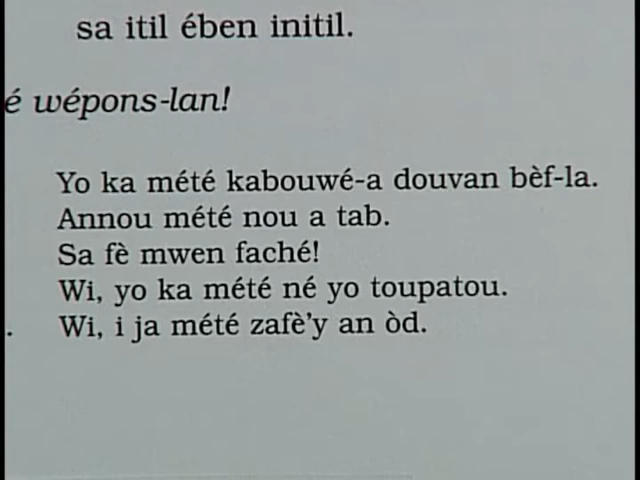 sa itil ében initil.
é wépons-lan!
Yo ka mété kabouwé-a douvan bèf-la.
Annou mété nou a tab.
Sa fè mwen faché!
Wi, yo ka mété né yo toupatou.
. Wi, i ja mété zafè'y an òd.